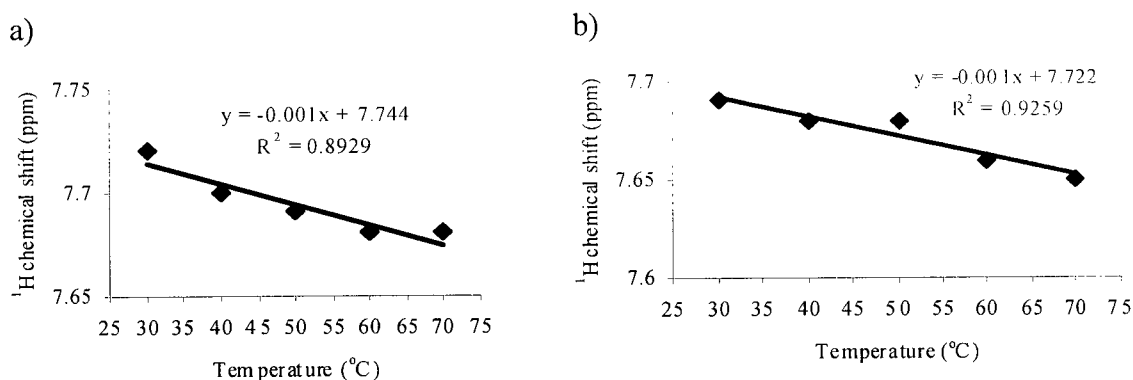 a)
7.75
7.7
7.65
¹H chemical shift (ppm)
y = -0.001x + 7.744
R² = 0.8929
25 30 35 40 45 50 55 60 65 70 75
Temperature (°C)
b)
7.7
7.65
7.6
¹H chemical shift (ppm)
y = -0.001x + 7.722
R² = 0.9259
25 30 35 40 45 50 55 60 65 70 75
Temperature (°C)